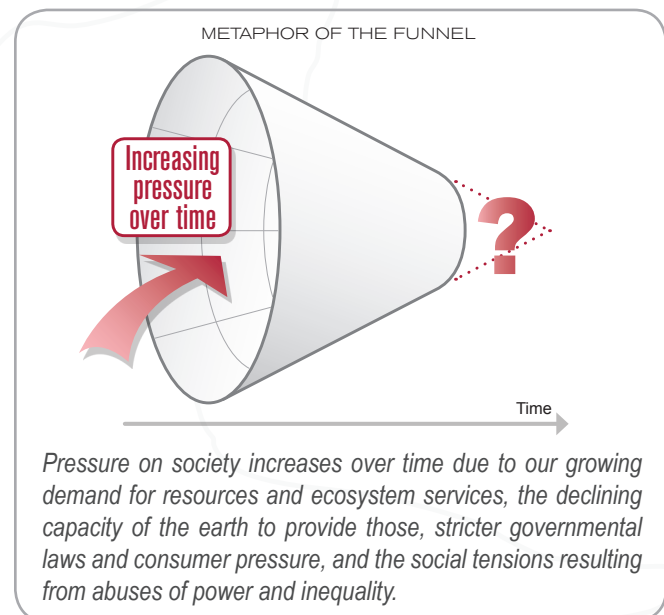 METAPHOR OF THE FUNNEL
Increasing
pressure
over time
?
Time
Pressure on society increases over time due to our growing
demand for resources and ecosystem services, the declining
capacity of the earth to provide those, stricter governmental
laws and consumer pressure, and the social tensions resulting
from abuses of power and inequality.